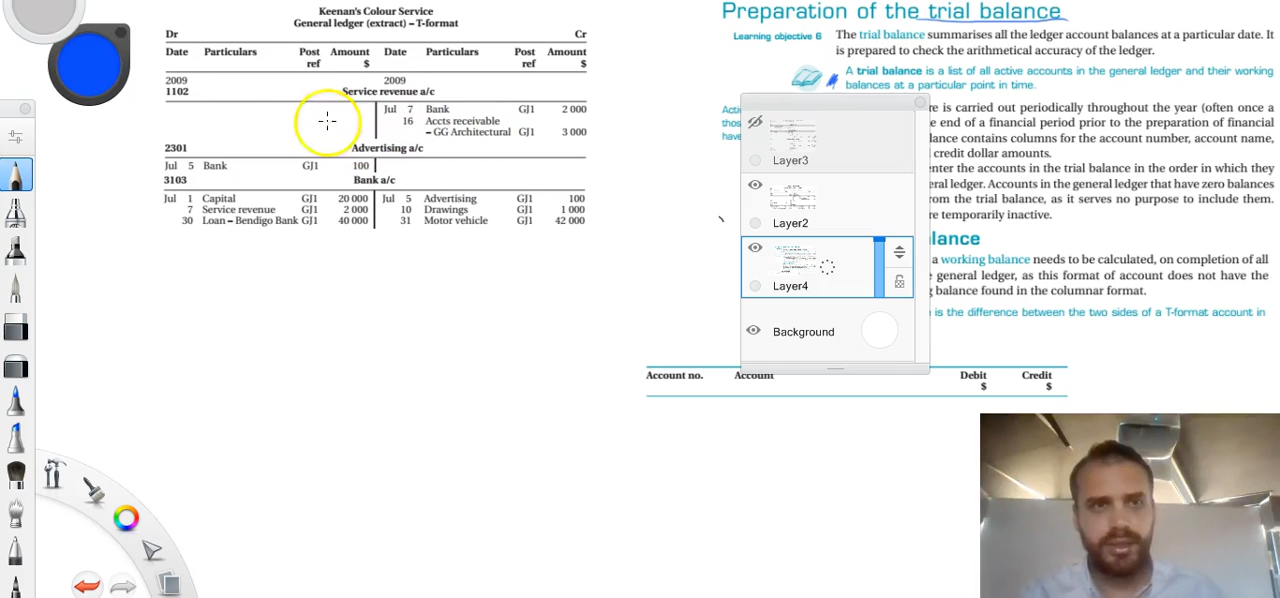 Keenan's Colour Service
General ledger (extract) – T-format
Dr Cr
Date Particulars Post Amount Date Particulars Post Amount
ref $ ref $
2009 2009
1102 Service revenue a/c
Jul 7 Bank GJ1 2 000
16 Accts receivable
– GG Architectural GJ1 3 000
2301 Advertising a/c
Jul 5 Bank GJ1 100
3103 Bank a/c
Jul 1 Capital GJ1 20 000 Jul 5 Advertising GJ1 100
7 Service revenue GJ1 2 000 10 Drawings GJ1 1 000
30 Loan – Bendigo Bank GJ1 40 000 31 Motor vehicle GJ1 42 000
Preparation of the trial balance
Learning objective 6 The trial balance summarises all the ledger account balances at a particular date. It
is prepared to check the arithmetical accuracy of the ledger.
A trial balance is a list of all active accounts in the general ledger and their working
balances at a particular point in time.
Acti re is carried out periodically throughout the year (often once a
thos e end of a financial period prior to the preparation of financial
have lance contains columns for the account number, account name,
credit dollar amounts.
enter the accounts in the trial balance in the order in which they
eral ledger. Accounts in the general ledger that have zero balances
rom the trial balance, as it serves no purpose to include them.
re temporarily inactive.
lance
a working balance needs to be calculated, on completion of all
e general ledger, as this format of account does not have the
g balance found in the columnar format.
e is the difference between the two sides of a T-format account in
Layer3
Layer2
Layer4
Background
Account no. Account Debit Credit
$ $